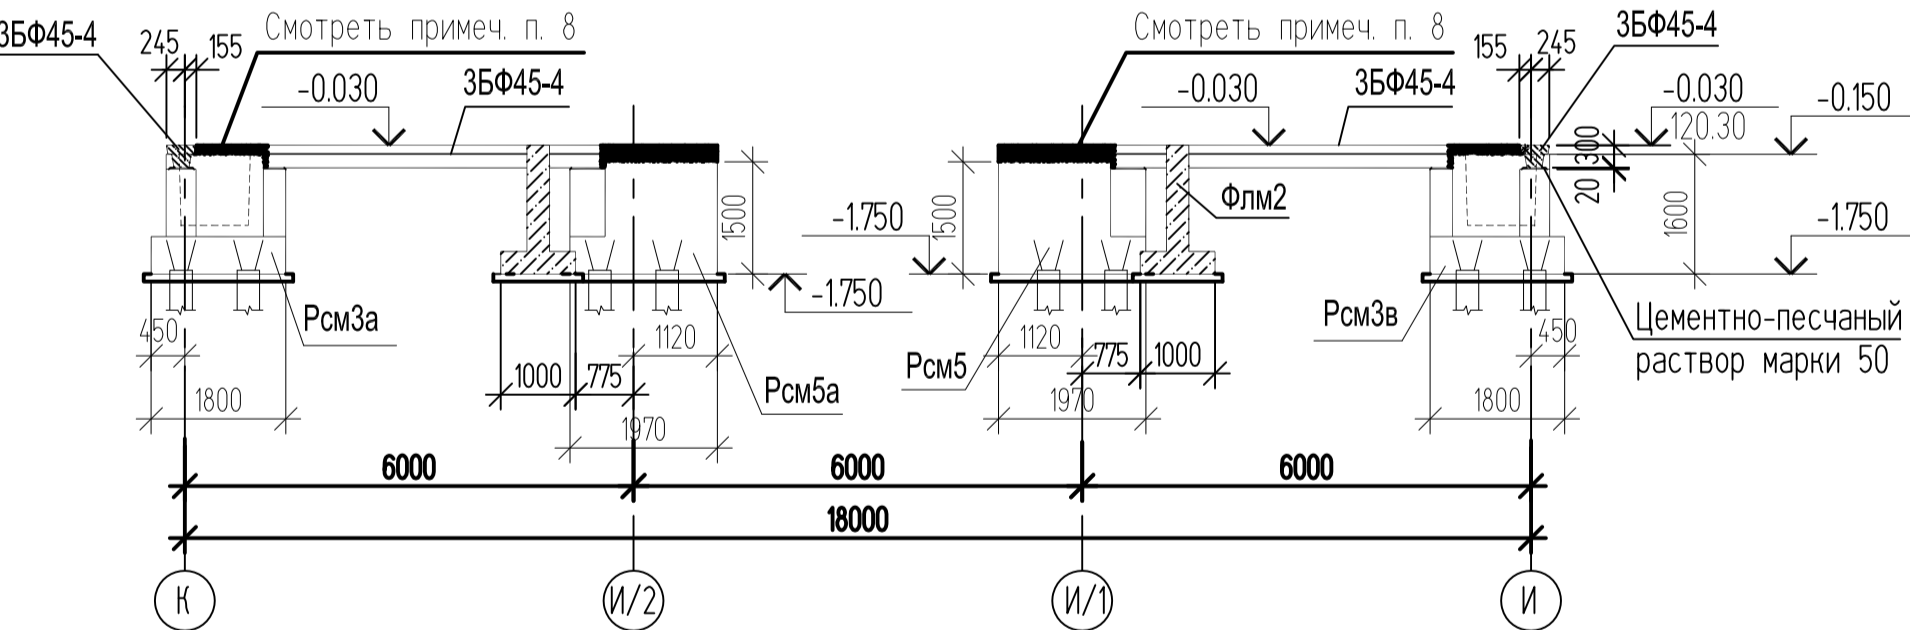 3БФ45-4
245
155
Смотреть примеч. п. 8
-0.030
3БФ45-4
Смотреть примеч. п. 8
-0.030
3БФ45-4
155
245
3БФ45-4
-0.030
120.30
-0.150
300
20
1600
-1.750
1500
-1.750
-1.750
1500
Флм2
450
Рсм3а
1800
1000
775
1120
1970
Рсм5а
Рсм5
1120
775
1000
1970
Рсм3в
450
1800
Цементно-песчаный
раствор марки 50
6000
6000
6000
18000
К
И/2
И/1
И